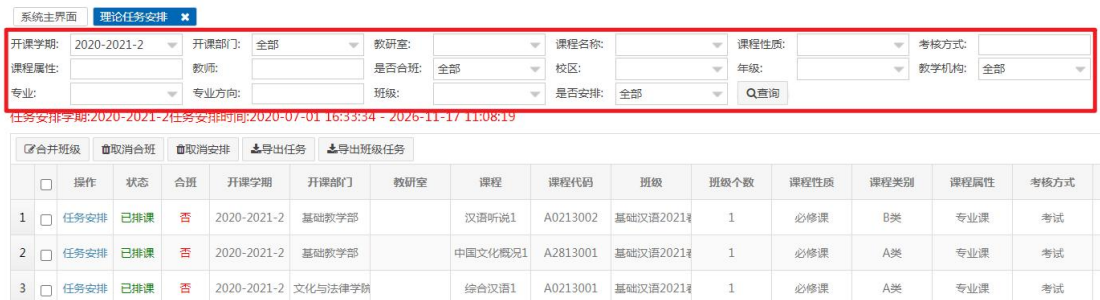 系统主界面 理论任务安排 ✖
开课学期: 2020-2021-2 开课部门: 全部 教研室: 课程名称: 课程性质: 考核方式:
课程属性: 教师: 是否合班: 全部 校区: 年级: 教学机构: 全部
专业: 专业方向: 班级: 是否安排: 全部 查询
任务安排学期:2020-2021-2任务安排时间:2020-07-01 16:33:34 - 2026-11-17 11:08:19
合并班级 取消合班 取消安排 导出任务 导出班级任务
操作 状态 合班 开课学期 开课部门 教研室 课程 课程代码 班级 班级个数 课程性质 课程类别 课程属性 考核方式
1 任务安排 已排课 否 2020-2021-2 基础教学部 汉语听说1 A0213002 基础汉语2021 1 必修课 B类 专业课 考试
2 任务安排 已排课 否 2020-2021-2 基础教学部 中国文化概况1 A2813001 基础汉语2021 1 必修课 A类 专业课 考试
3 任务安排 已排课 否 2020-2021-2 文化与法律学院 综合汉语1 A0213001 基础汉语2021 1 必修课 A类 专业课 考试